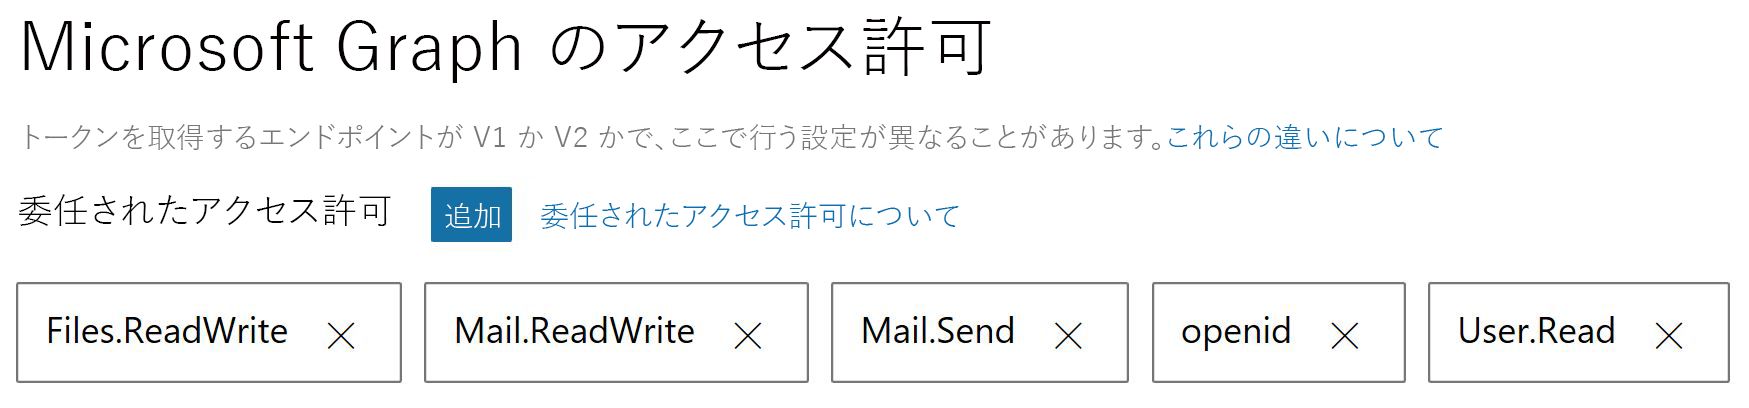 Microsoft Graph のアクセス許可
トークンを取得するエンドポイントが V1 か V2 かで、ここで行う設定が異なることがあります。これらの違いについて
委任されたアクセス許可 追加 委任されたアクセス許可について
Files.ReadWrite Mail.ReadWrite Mail.Send openid User.Read